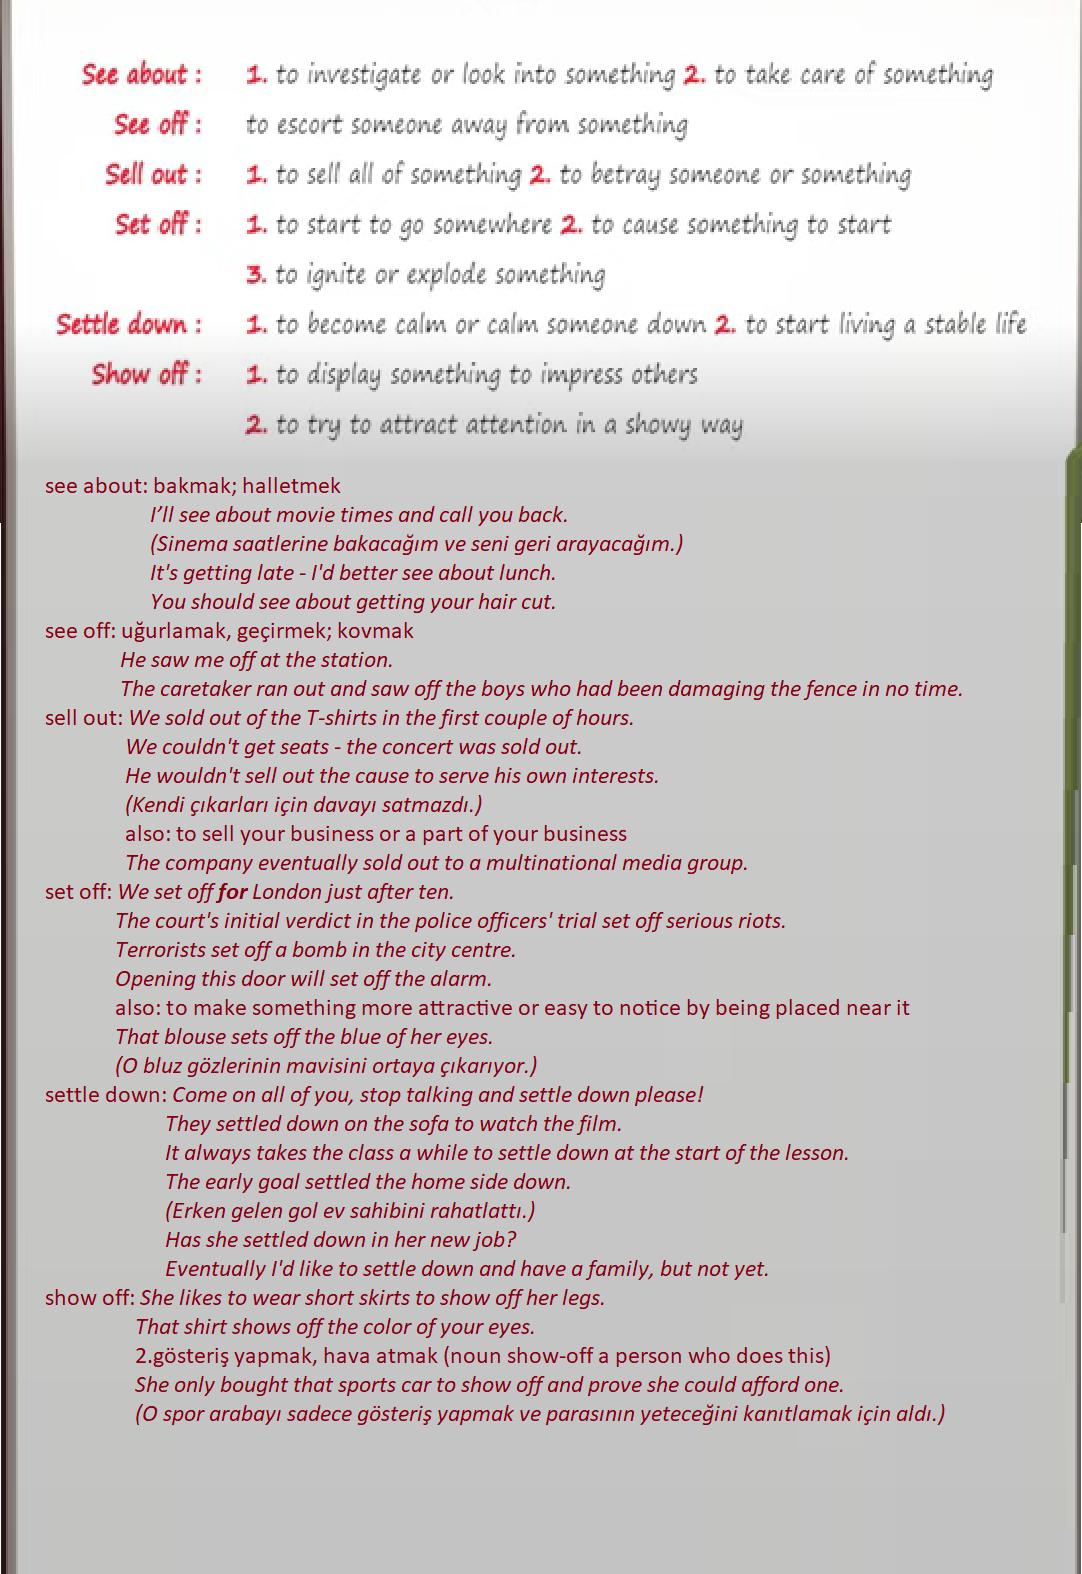 See about : 1. to investigate or look into something 2. to take care of something
See off : to escort someone away from something
Sell out : 1. to sell all of something 2. to betray someone or something
Set off : 1. to start to go somewhere 2. to cause something to start
3. to ignite or explode something
Settle down : 1. to become calm or calm someone down 2. to start living a stable life
Show off : 1. to display something to impress others
2. to try to attract attention in a showy way
see about: bakmak; halletmek
I’ll see about movie times and call you back.
(Sinema saatlerine bakacağım ve seni geri arayacağım.)
It's getting late - I'd better see about lunch.
You should see about getting your hair cut.
see off: uğurlamak, geçirmek; kovmak
He saw me off at the station.
The caretaker ran out and saw off the boys who had been damaging the fence in no time.
sell out: We sold out of the T-shirts in the first couple of hours.
We couldn't get seats - the concert was sold out.
He wouldn't sell out the cause to serve his own interests.
(Kendi çıkarları için davayı satmazdı.)
also: to sell your business or a part of your business
The company eventually sold out to a multinational media group.
set off: We set off for London just after ten.
The court's initial verdict in the police officers' trial set off serious riots.
Terrorists set off a bomb in the city centre.
Opening this door will set off the alarm.
also: to make something more attractive or easy to notice by being placed near it
That blouse sets off the blue of her eyes.
(O bluz gözlerinin mavisini ortaya çıkarıyor.)
settle down: Come on all of you, stop talking and settle down please!
They settled down on the sofa to watch the film.
It always takes the class a while to settle down at the start of the lesson.
The early goal settled the home side down.
(Erken gelen gol ev sahibini rahatlattı.)
Has she settled down in her new job?
Eventually I'd like to settle down and have a family, but not yet.
show off: She likes to wear short skirts to show off her legs.
That shirt shows off the color of your eyes.
2.gösteriş yapmak, hava atmak (noun show-off a person who does this)
She only bought that sports car to show off and prove she could afford one.
(O spor arabayı sadece gösteriş yapmak ve parasının yeteceğini kanıtlamak için aldı.)